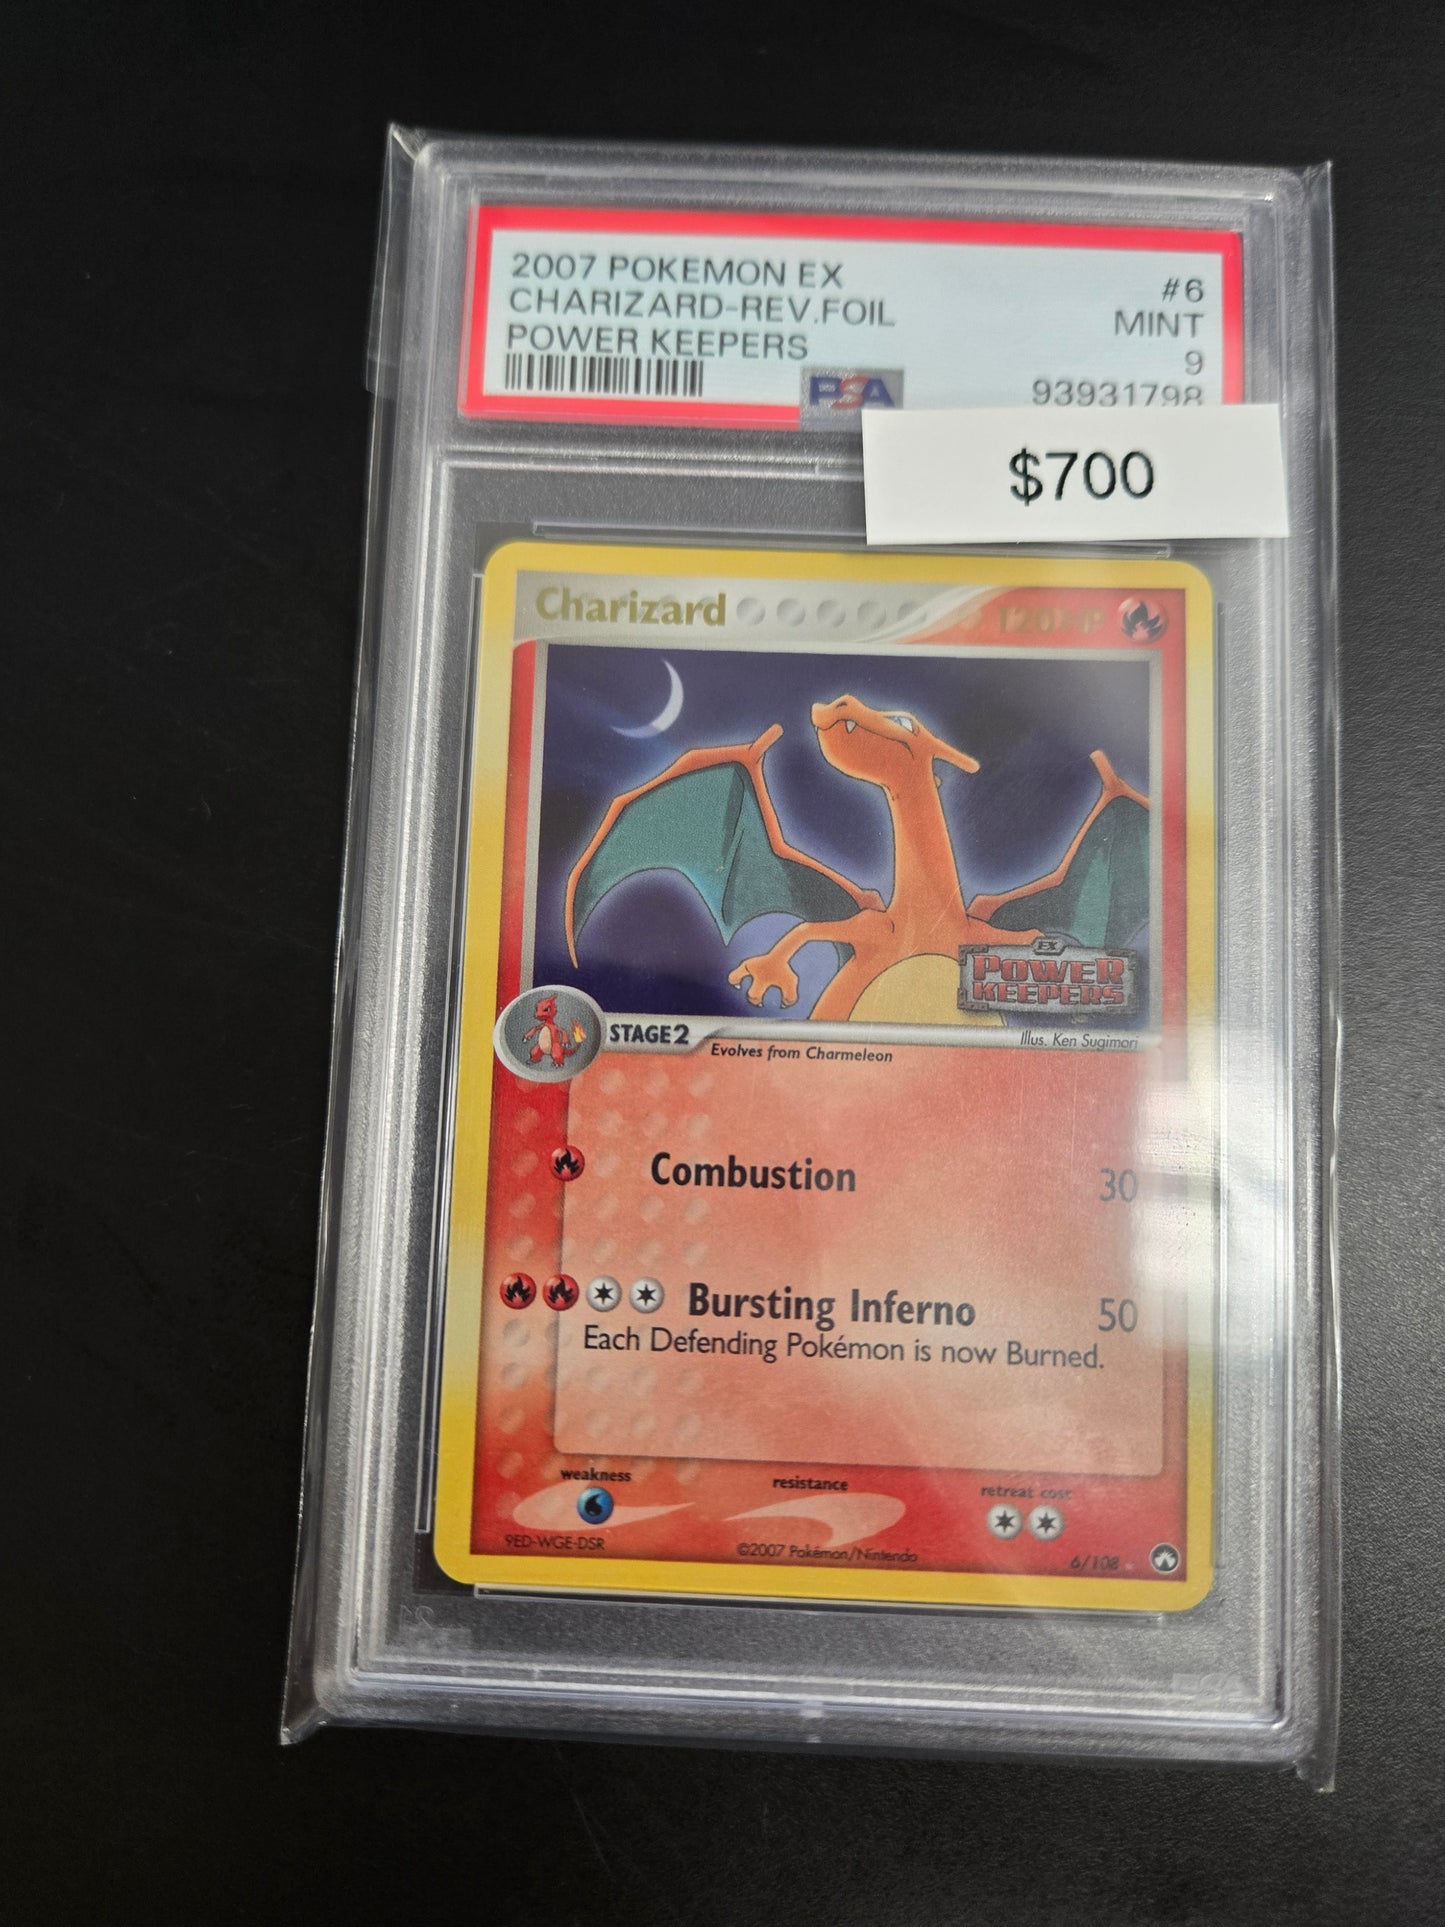 2007 POKEMON EX #6
CHARIZARD-REV.FOIL MINT
POWER KEEPERS 9
PSA 93931798
$700
Charizard 120 HP
EX
POWER
KEEPERS
STAGE2
Evolves from Charmeleon
Illus. Ken Sugimori
Combustion 30
Bursting Inferno 50
Each Defending Pokémon is now Burned.
weakness resistance retreat cost
9ED-WGE-DSR ©2007 Pokémon/Nintendo 6/108